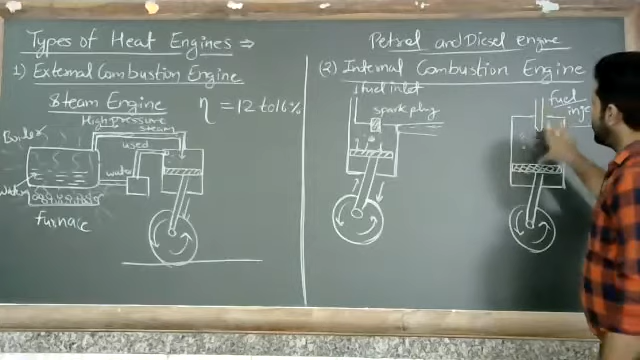 Types of Heat Engines ⇒
1) External Combustion Engine
Steam Engine
η = 12 to 16%
High pressure
steam
Boiler
used
water
water
furnace
Petrol and Diesel engine
(2) Internal Combustion Engine
fuel inlet
spark plug
fuel
inje